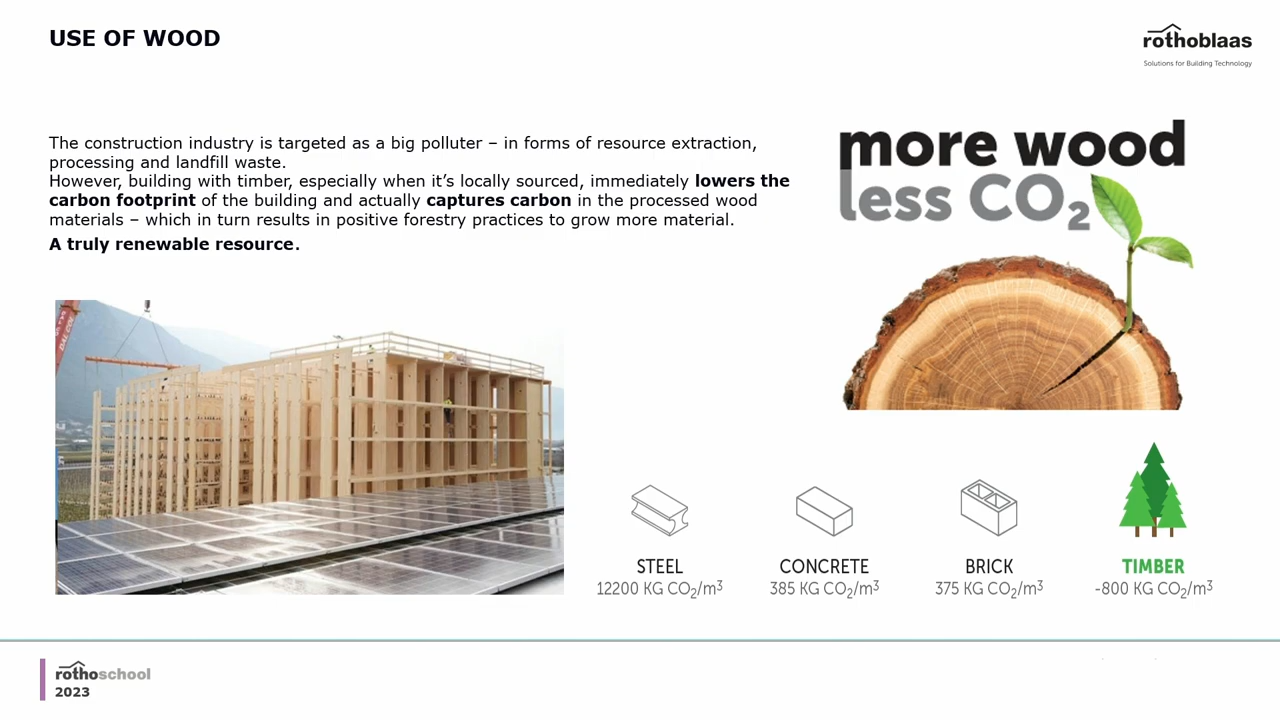 USE OF WOOD
rothoblaas
Solutions for Building Technology
The construction industry is targeted as a big polluter – in forms of resource extraction,
processing and landfill waste.
However, building with timber, especially when it’s locally sourced, immediately lowers the
carbon footprint of the building and actually captures carbon in the processed wood
materials – which in turn results in positive forestry practices to grow more material.
A truly renewable resource.
more wood
less CO₂
STEEL
12200 KG CO₂/m³
CONCRETE
385 KG CO₂/m³
BRICK
375 KG CO₂/m³
TIMBER
-800 KG CO₂/m³
rothoschool
2023